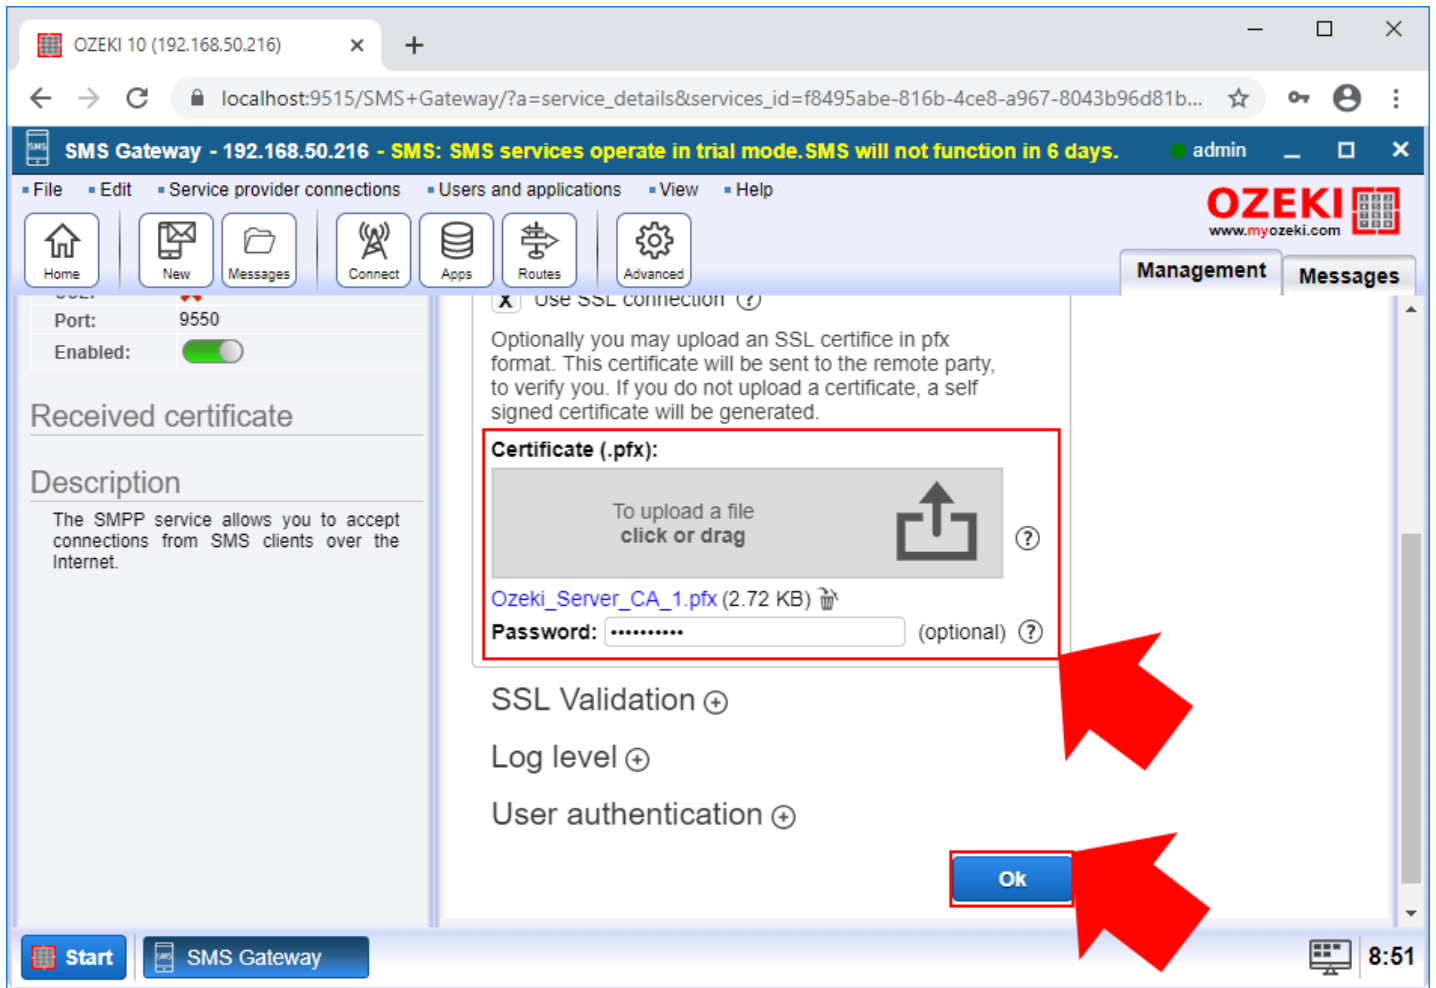 OZEKI 10 (192.168.50.216)
localhost:9515/SMS+Gateway/?a=service_details&services_id=f8495abe-816b-4ce8-a967-8043b96d81b...
SMS Gateway - 192.168.50.216 - SMS: SMS services operate in trial mode.SMS will not function in 6 days.
admin
File Edit Service provider connections Users and applications View Help
OZEKI
www.myozeki.com
Home New Messages Connect Apps Routes Advanced
Management Messages
Port: 9550
Enabled:
Received certificate
Description
The SMPP service allows you to accept
connections from SMS clients over the
Internet.
X Use SSL connection (?)
Optionally you may upload an SSL certifice in pfx
format. This certificate will be sent to the remote party,
to verify you. If you do not upload a certificate, a self
signed certificate will be generated.
Certificate (.pfx):
To upload a file
click or drag
Ozeki_Server_CA_1.pfx (2.72 KB)
Password: •••••••••• (optional) (?)
SSL Validation
Log level
User authentication
Ok
Start SMS Gateway 8:51